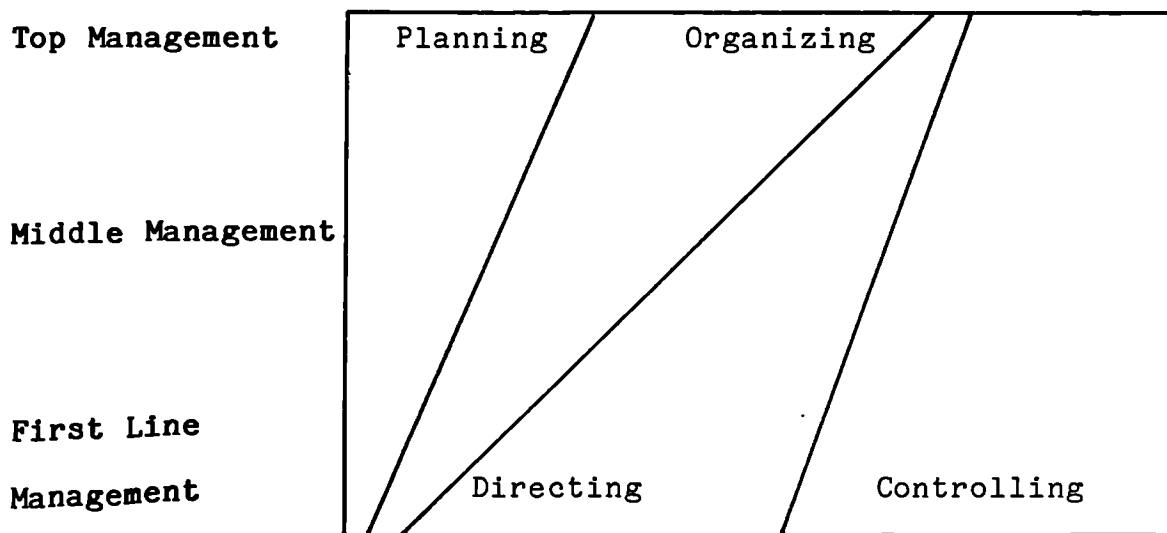 Top Management Planning Organizing
Middle Management
First Line
Management Directing Controlling